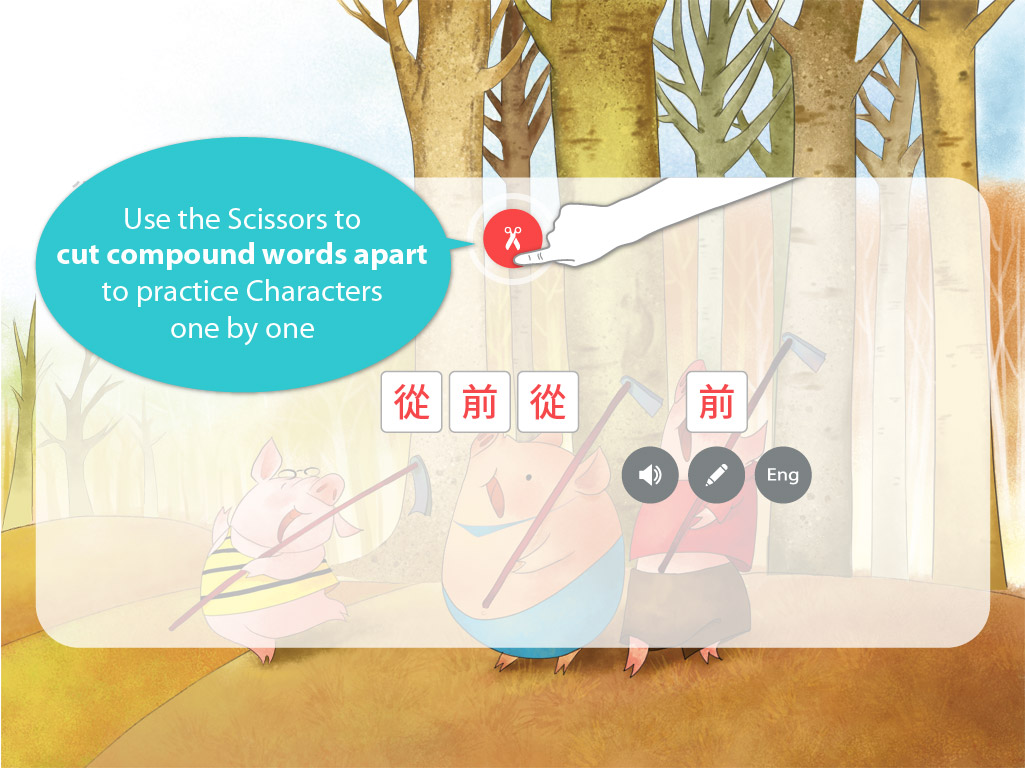 Use the Scissors to
cut compound words apart
to practice Characters
one by one
從 前 從 前
Eng